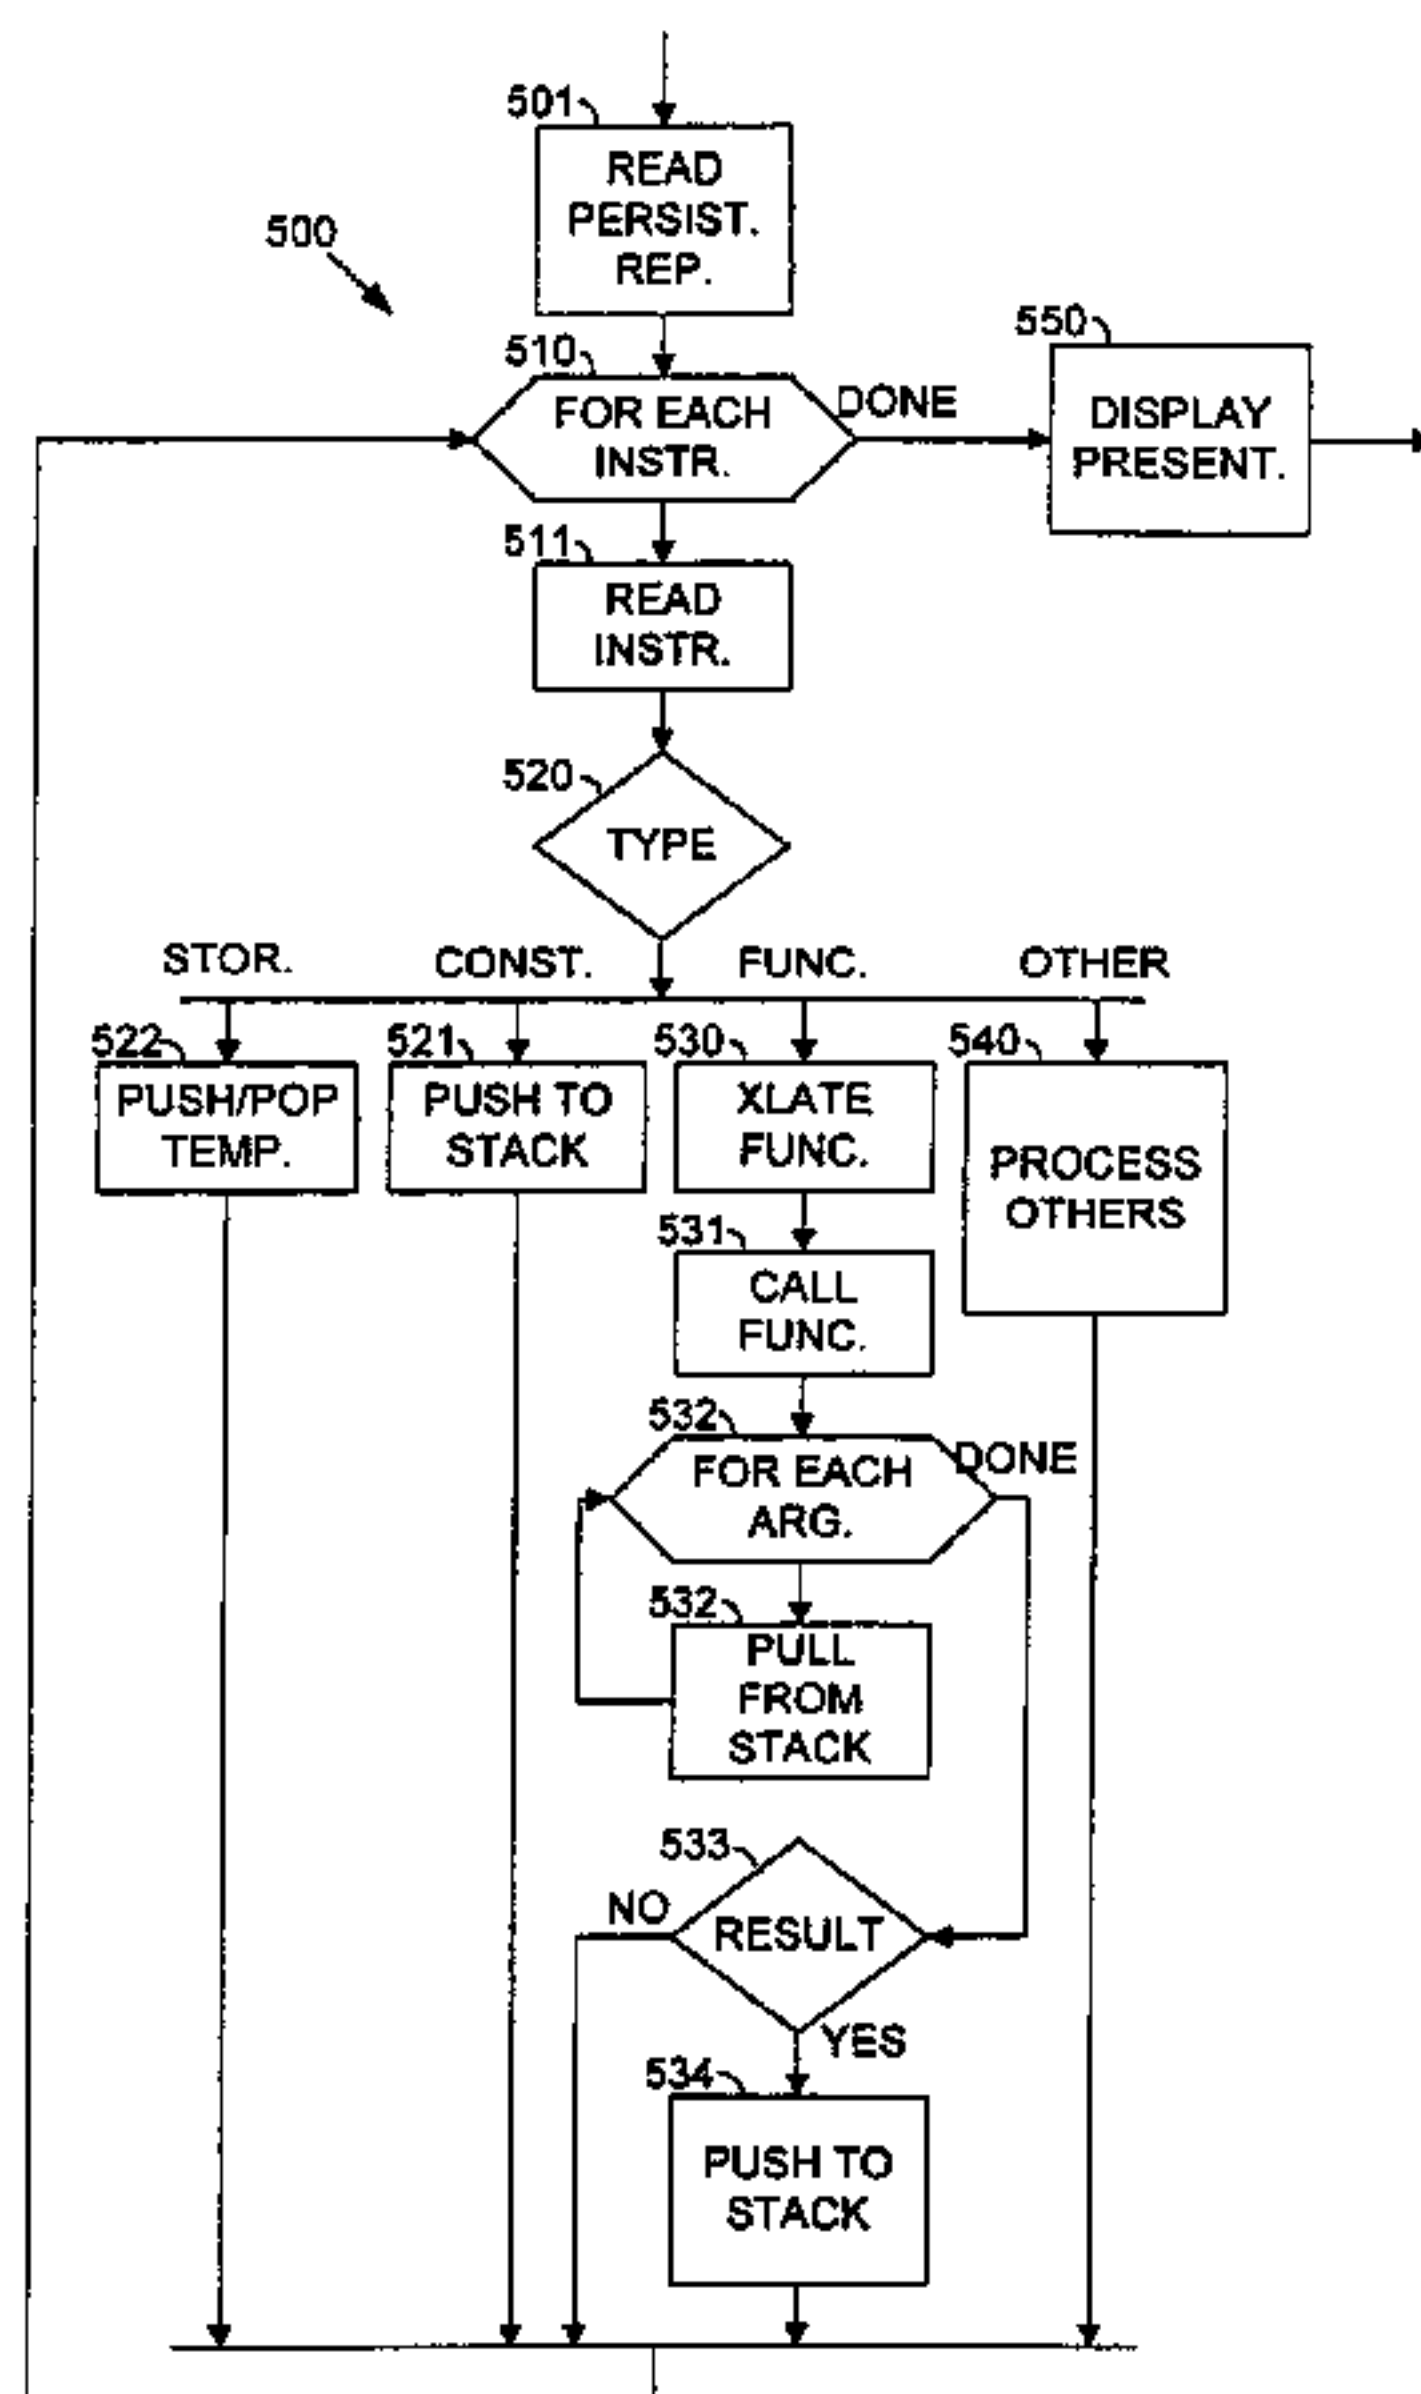 501
READ
PERSIST.
REP.
500
510
FOR EACH
INSTR.
DONE
550
DISPLAY
PRESENT.
511
READ
INSTR.
520
TYPE
STOR.
CONST.
FUNC.
OTHER
522
PUSH/POP
TEMP.
521
PUSH TO
STACK
530
XLATE
FUNC.
540
PROCESS
OTHERS
531
CALL
FUNC.
532
FOR EACH
ARG.
DONE
532
PULL
FROM
STACK
533
RESULT
NO
YES
534
PUSH TO
STACK